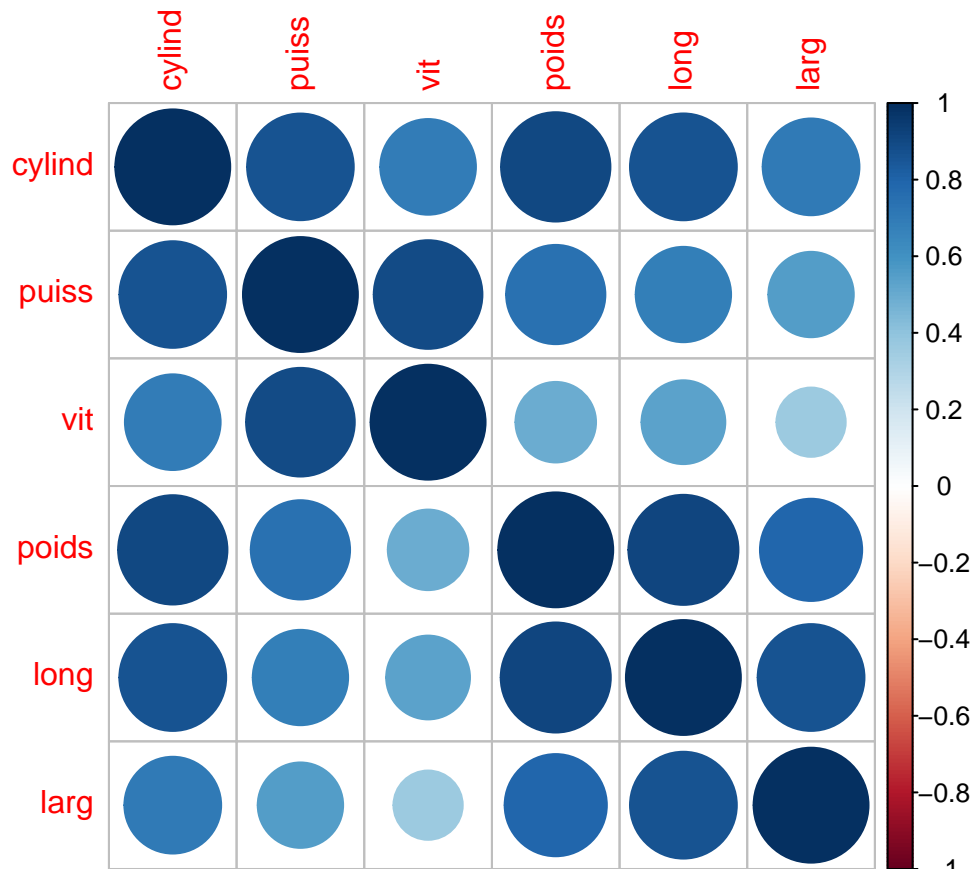 cylind puiss vit poids long larg
cylind
puiss
vit
poids
long
larg
1
0.8
0.6
0.4
0.2
0
−0.2
−0.4
−0.6
−0.8
−1